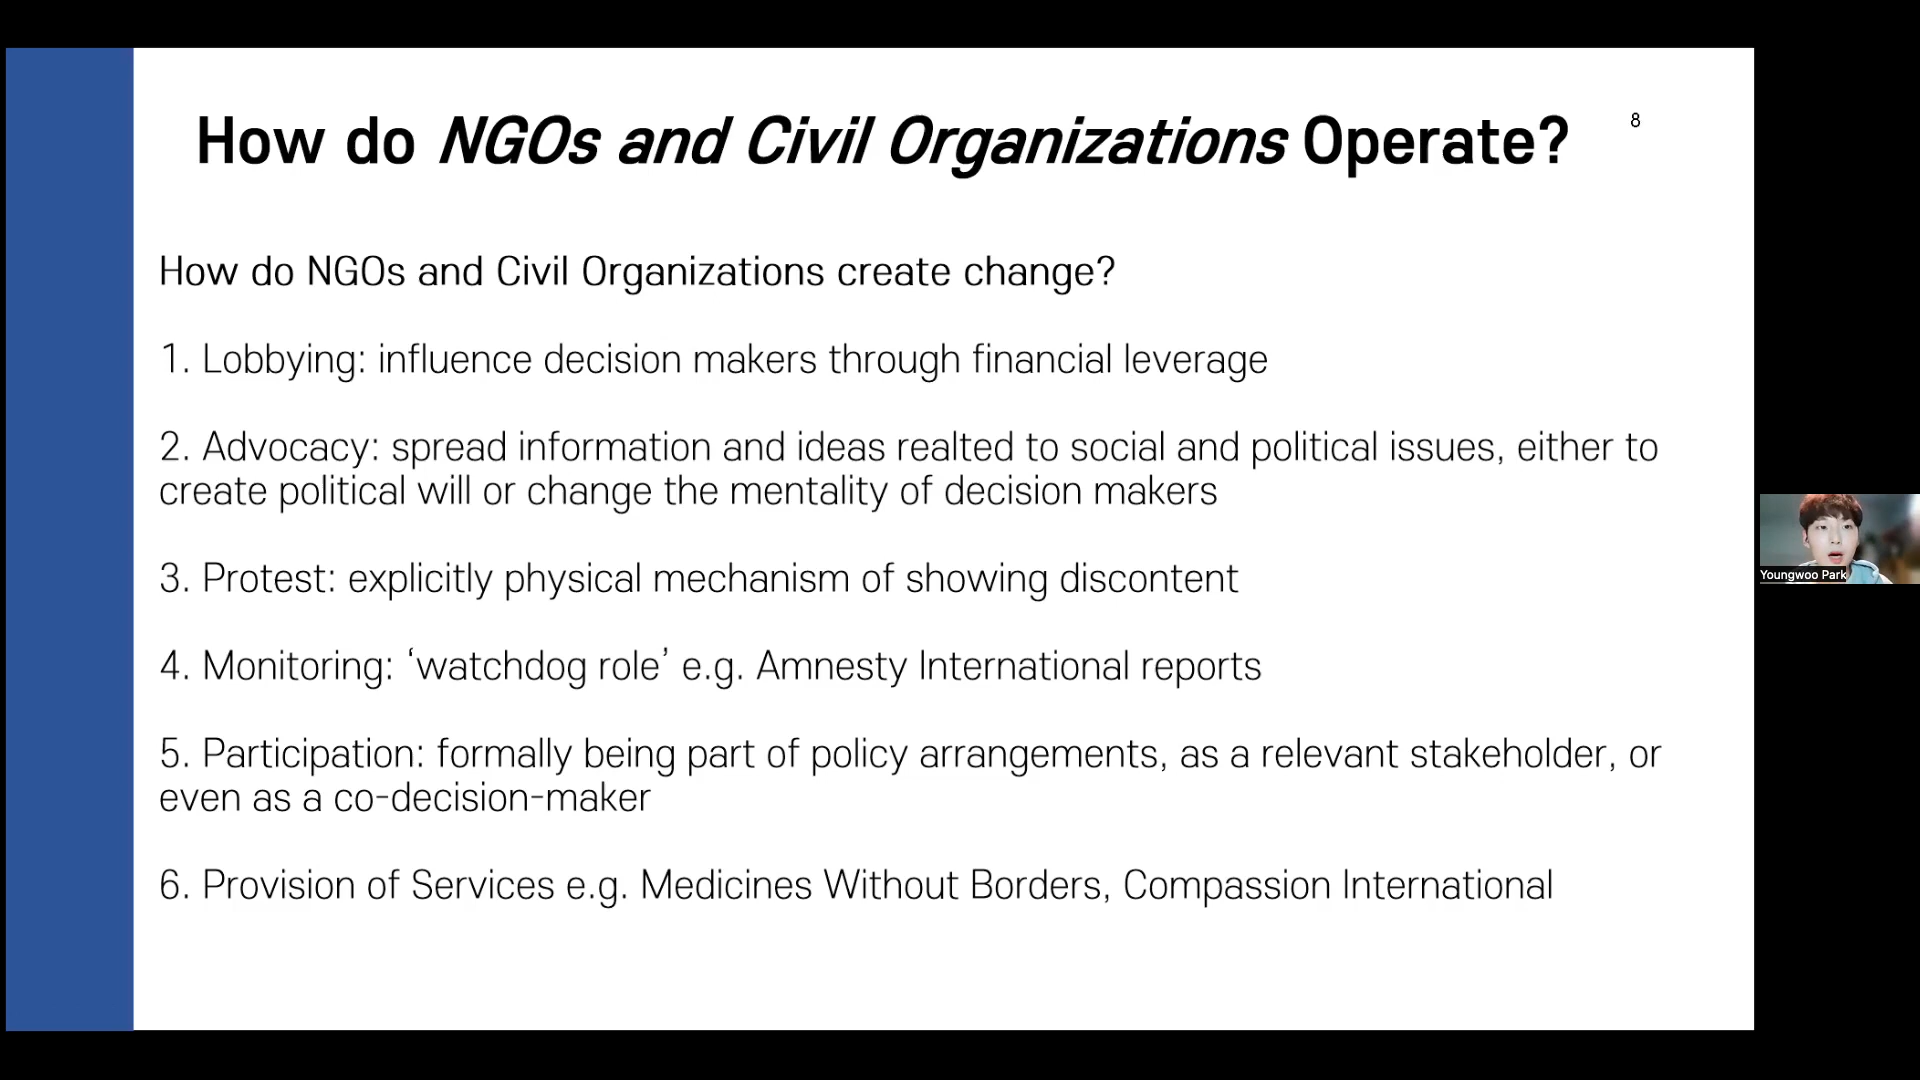 How do NGOs and Civil Organizations Operate?
8
How do NGOs and Civil Organizations create change?
1. Lobbying: influence decision makers through financial leverage
2. Advocacy: spread information and ideas realted to social and political issues, either to
create political will or change the mentality of decision makers
3. Protest: explicitly physical mechanism of showing discontent
4. Monitoring: ‘watchdog role’ e.g. Amnesty International reports
5. Participation: formally being part of policy arrangements, as a relevant stakeholder, or
even as a co-decision-maker
6. Provision of Services e.g. Medicines Without Borders, Compassion International
Youngwoo Park